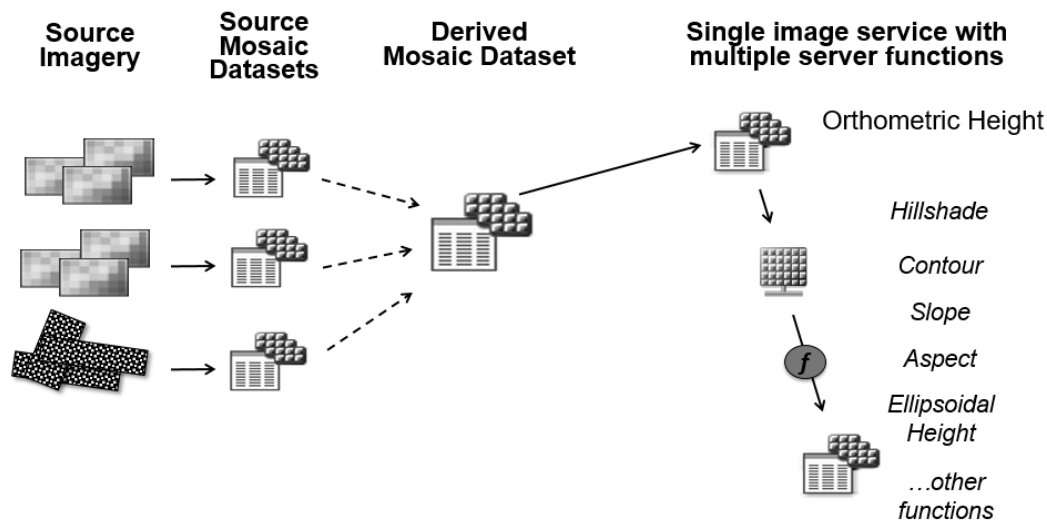 Source
Imagery
Source
Mosaic
Datasets
Derived
Mosaic Dataset
Single image service with
multiple server functions
Orthometric Height
Hillshade
Contour
Slope
f
Aspect
Ellipsoidal
Height
...other
functions